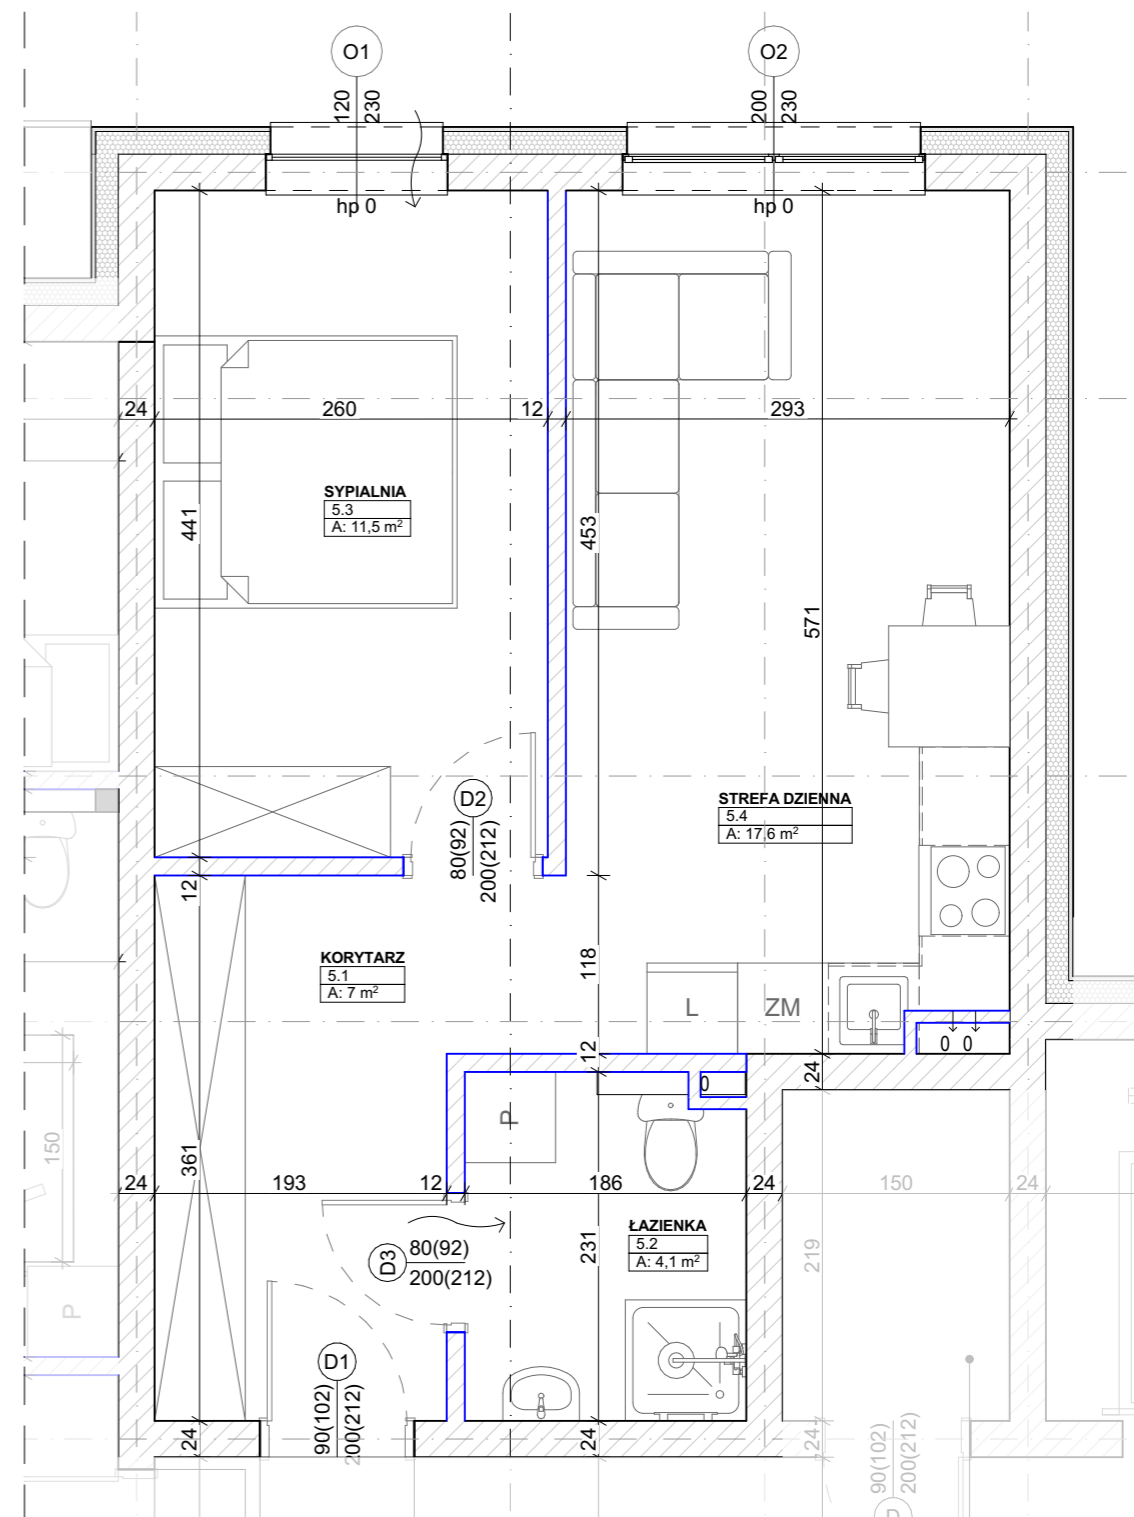 O1
O2
120
230
200
230
hp 0
hp 0
24
260
12
293
SYPIALNIA
5.3
A: 11,5 m²
441
453
571
D2
80(92)
200(212)
STREFA DZIENNA
5.4
A: 17,6 m²
12
KORYTARZ
5.1
A: 7 m²
118
L
ZM
0
0
12
24
0
P
150
361
24
193
12
186
24
150
24
ŁAZIENKA
5.2
A: 4,1 m²
231
219
D3
80(92)
200(212)
P
D1
90(102)
200(212)
24
24
24
90(102)
200(212)
D